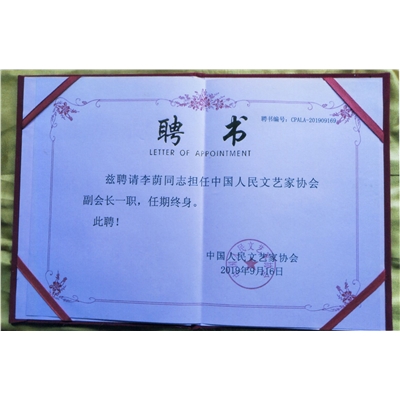 聘书编号:CPALA-201909169
聘书
LETTER OF APPOINTMENT
兹聘请李荫同志担任中国人民文艺家协会
副会长一职,任期终身。
此聘!
中国人民文艺家协会
2019年9月16日